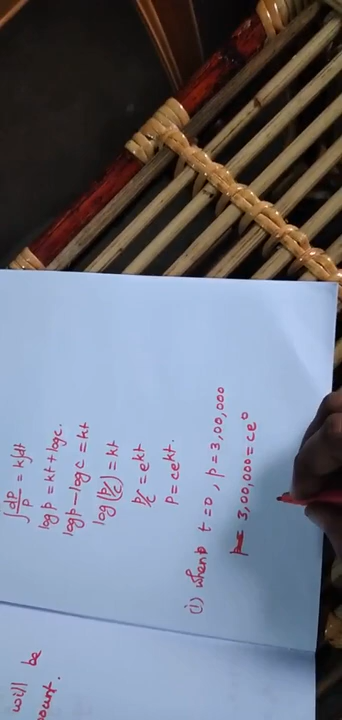 will be
ount.
∫ dp/p = k∫dt
log p = kt + log c.
log p - log c = kt
log (p/c) = kt
p/c = e^kt
p = ce^kt.
(i) when t = 0, p = 3,00,000
3,00,000 = ce^0